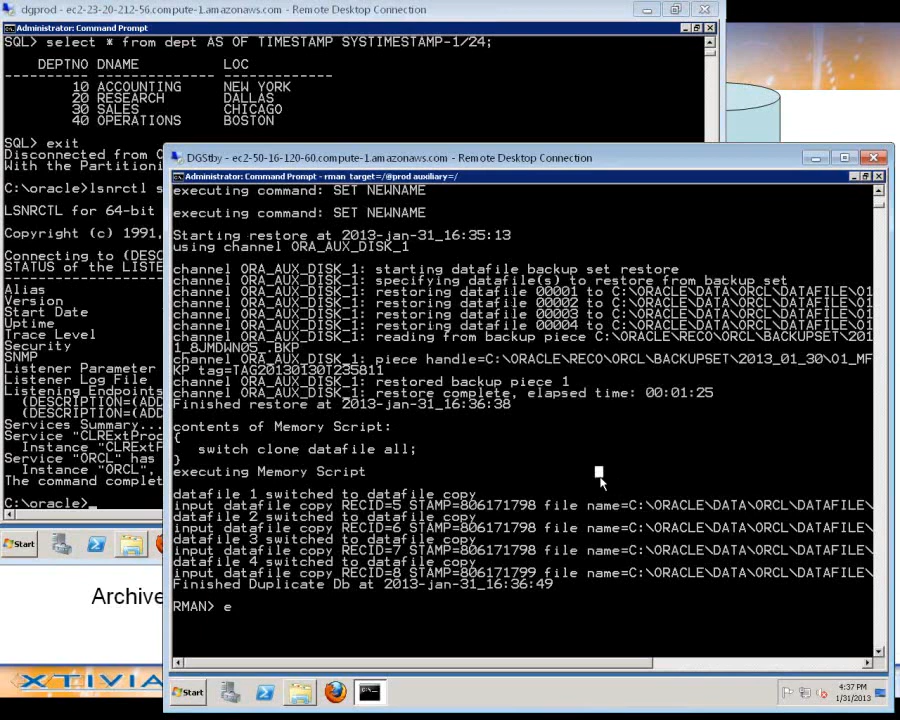 dgprod - ec2-23-20-212-56.compute-1.amazonaws.com - Remote Desktop Connection
Administrator: Command Prompt
SQL> select * from dept AS OF TIMESTAMP SYSTIMESTAMP-1/24;
DEPTNO DNAME LOC
---------- -------------- -------------
10 ACCOUNTING NEW YORK
20 RESEARCH DALLAS
30 SALES CHICAGO
40 OPERATIONS BOSTON
SQL> exit
Disconnected from O
With the Partitioni
C:\oracle>lsnrctl s
LSNRCTL for 64-bit
Copyright (c) 1991,
Connecting to (DESC
STATUS of the LISTE
Alias
Version
Start Date
Uptime
Trace Level
Security
SNMP
Listener Parameter
Listener Log File
Listening Endpoints
(DESCRIPTION=(ADD
(DESCRIPTION=(ADD
Services Summary...
Service "CLRExtProc
Instance "CLRExtP
Service "ORCL" has
Instance "ORCL",
The command complet
C:\oracle>_
Start
Archive
XTIVIA
DGStby - ec2-50-16-120-60.compute-1.amazonaws.com - Remote Desktop Connection
Administrator: Command Prompt - rman target=/@prod auxiliary=/
executing command: SET NEWNAME
executing command: SET NEWNAME
Starting restore at 2013-jan-31_16:35:13
using channel ORA_AUX_DISK_1
channel ORA_AUX_DISK_1: starting datafile backup set restore
channel ORA_AUX_DISK_1: specifying datafile(s) to restore from backup set
channel ORA_AUX_DISK_1: restoring datafile 00001 to C:\ORACLE\DATA\ORCL\DATAFILE\O1
channel ORA_AUX_DISK_1: restoring datafile 00002 to C:\ORACLE\DATA\ORCL\DATAFILE\O1
channel ORA_AUX_DISK_1: restoring datafile 00003 to C:\ORACLE\DATA\ORCL\DATAFILE\O1
channel ORA_AUX_DISK_1: restoring datafile 00004 to C:\ORACLE\DATA\ORCL\DATAFILE\O1
channel ORA_AUX_DISK_1: reading from backup piece C:\ORACLE\RECO\ORCL\BACKUPSET\201
1_8JMDWN05_.BKP
channel ORA_AUX_DISK_1: piece handle=C:\ORACLE\RECO\ORCL\BACKUPSET\2013_01_30\O1_MF
KP tag=TAG20130130T235811
channel ORA_AUX_DISK_1: restored backup piece 1
channel ORA_AUX_DISK_1: restore complete, elapsed time: 00:01:25
Finished restore at 2013-jan-31_16:36:38
contents of Memory Script:
{
switch clone datafile all;
}
executing Memory Script
datafile 1 switched to datafile copy
input datafile copy RECID=5 STAMP=806171798 file name=C:\ORACLE\DATA\ORCL\DATAFILE\
datafile 2 switched to datafile copy
input datafile copy RECID=6 STAMP=806171798 file name=C:\ORACLE\DATA\ORCL\DATAFILE\
datafile 3 switched to datafile copy
input datafile copy RECID=7 STAMP=806171798 file name=C:\ORACLE\DATA\ORCL\DATAFILE\
datafile 4 switched to datafile copy
input datafile copy RECID=8 STAMP=806171799 file name=C:\ORACLE\DATA\ORCL\DATAFILE\
Finished Duplicate Db at 2013-jan-31_16:36:49
RMAN> e
Start
4:37 PM
1/31/2013